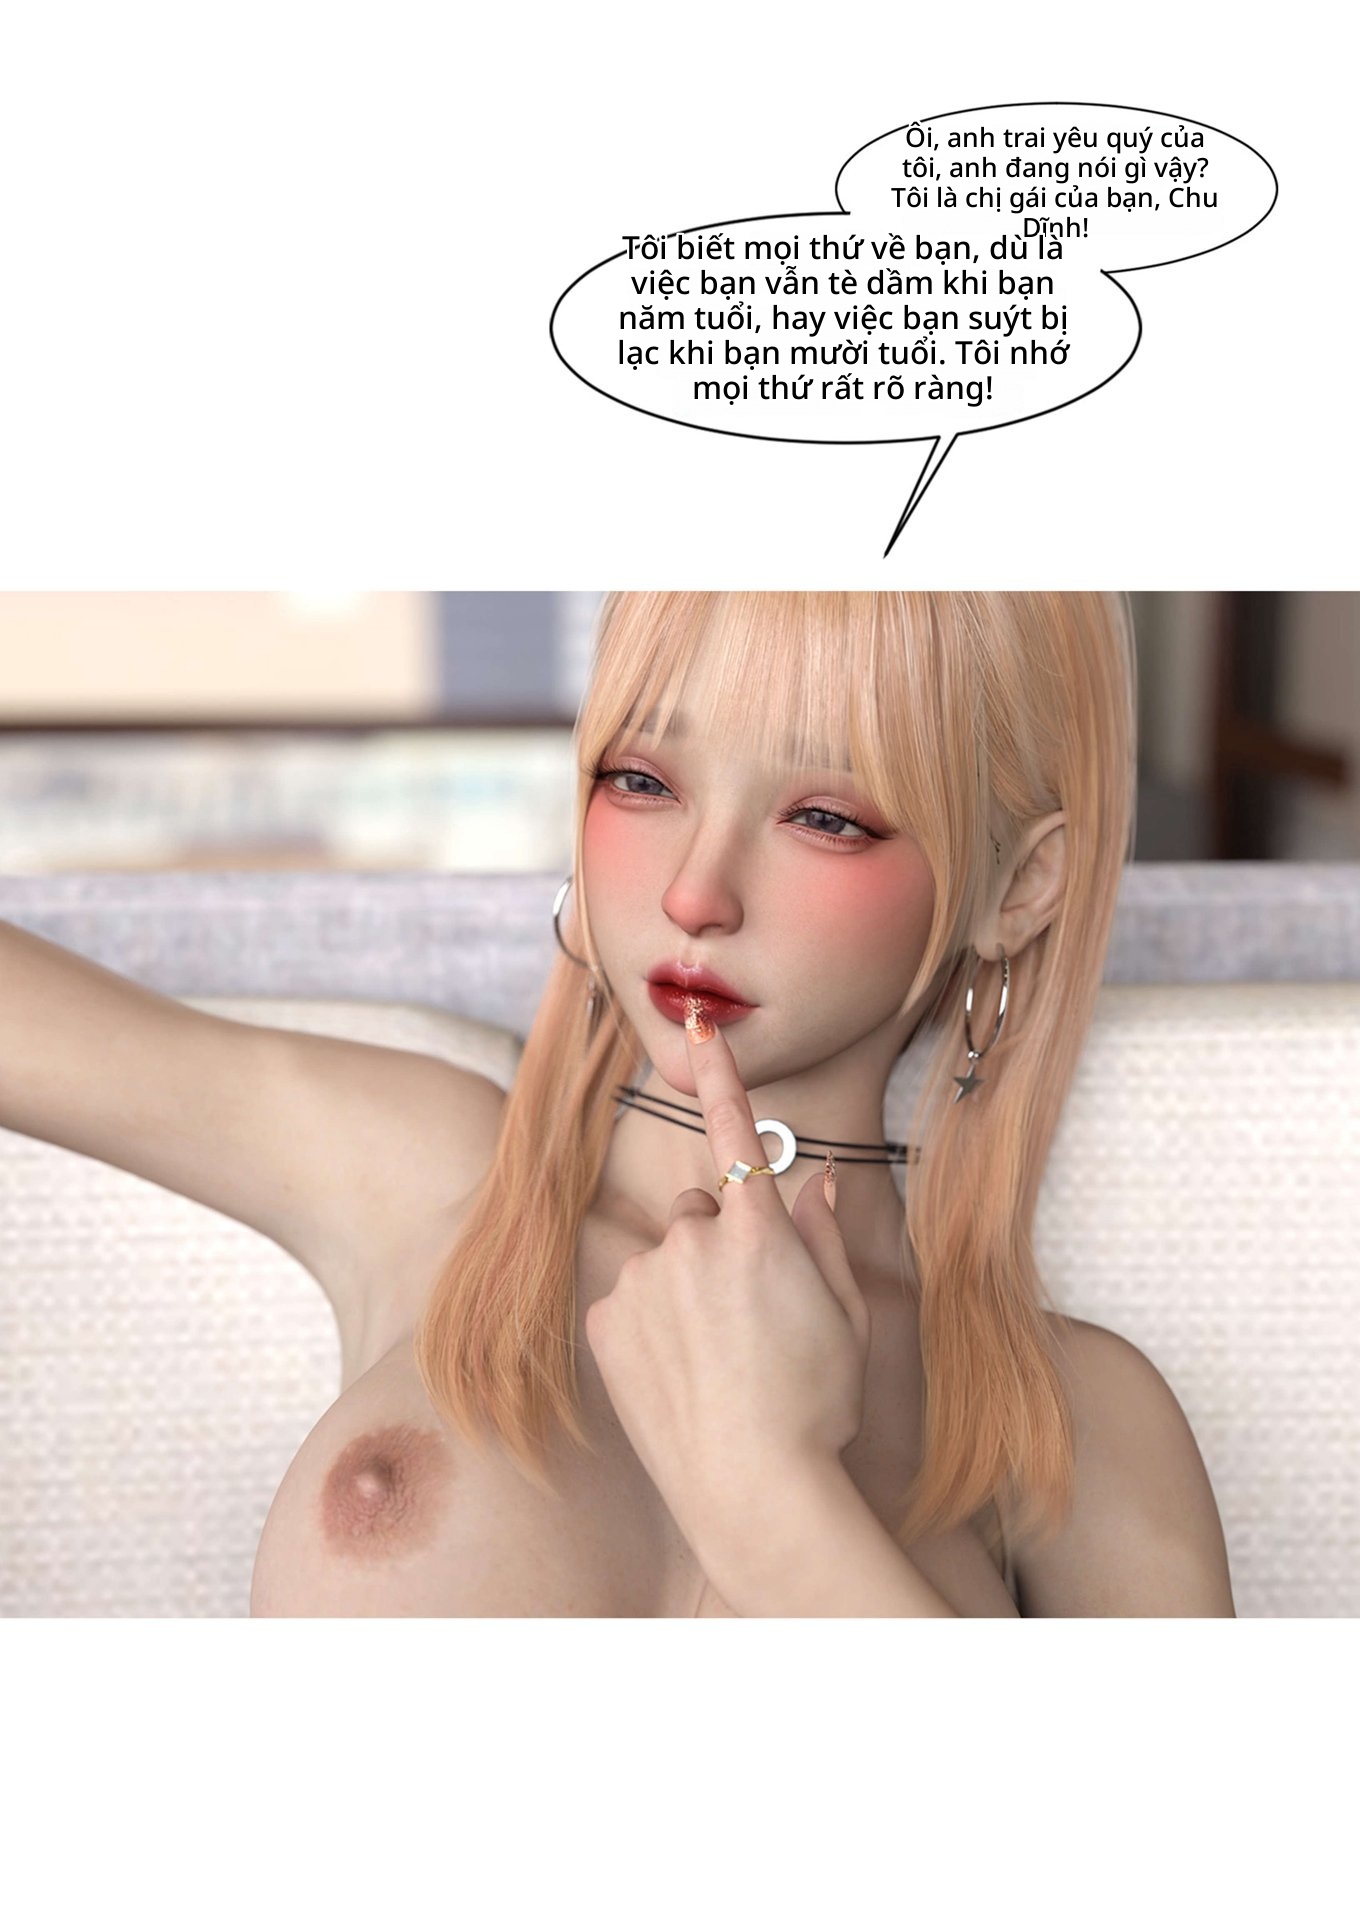 Ôi, anh trai yêu quý của
tôi, anh đang nói gì vậy?
Tôi là chị gái của bạn, Chu
Dĩnh!
Tôi biết mọi thứ về bạn, dù là
việc bạn vẫn tè dầm khi bạn
năm tuổi, hay việc bạn suýt bị
lạc khi bạn mười tuổi. Tôi nhớ
mọi thứ rất rõ ràng!